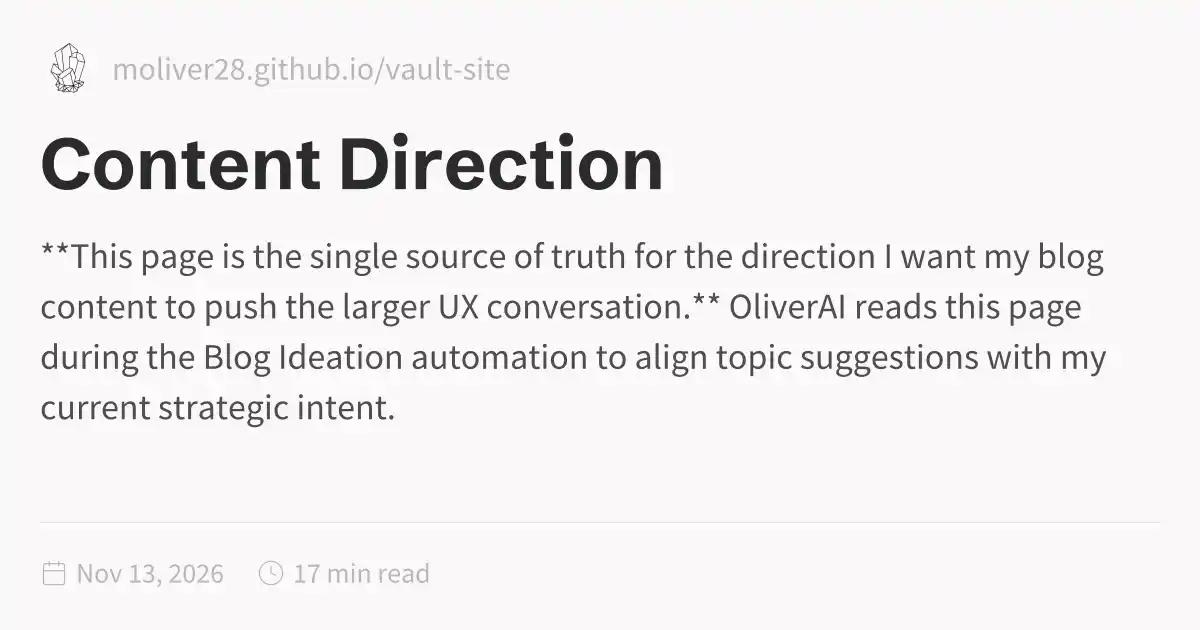 moliver28.github.io/vault-site
Content Direction
**This page is the single source of truth for the direction I want my blog
content to push the larger UX conversation.** OliverAI reads this page
during the Blog Ideation automation to align topic suggestions with my
current strategic intent.
Nov 13, 2026 17 min read